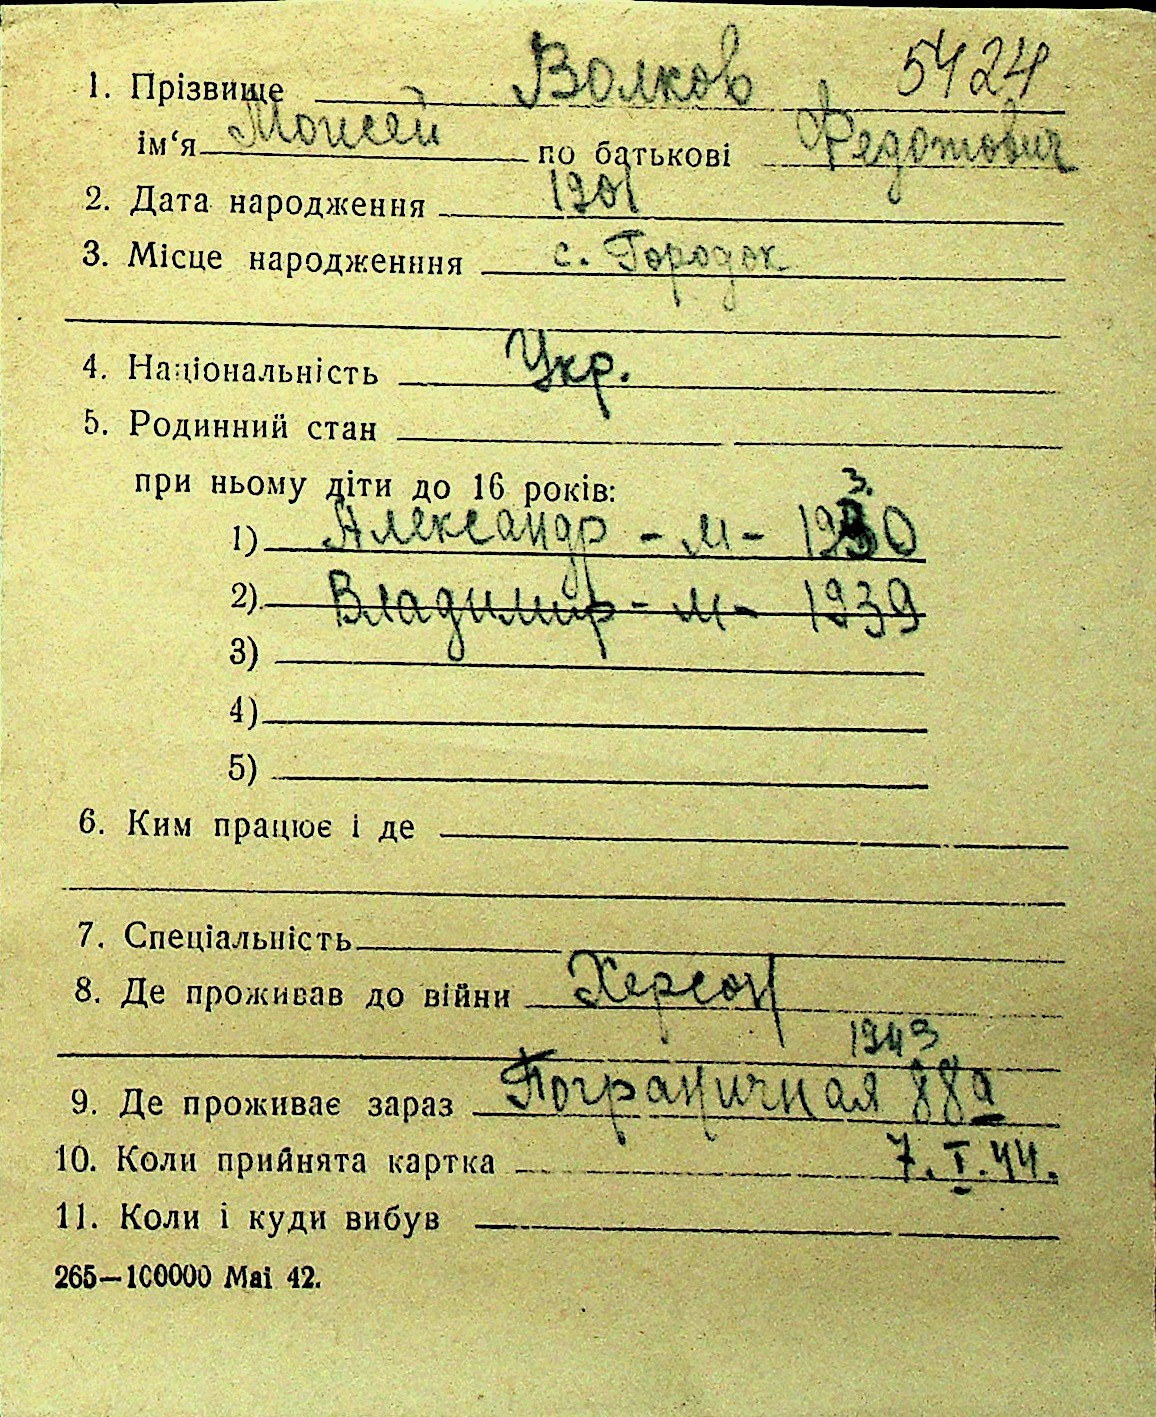 1. Прізвище Волков 5424
ім‘я Моисей по батькові Федотович
2. Дата народження 1901
3. Місце народженння с. Городок
4. Національність Укр.
5. Родинний стан
при ньому діти до 16 років:
3.
1) Александр - м - 1930
2) Владимир - м - 1939
3)
4)
5)
6. Ким працює і де
7. Спеціальність
8. Де проживав до війни Херсон
1943
9. Де проживає зараз Пограничная 88а
10. Коли прийнята картка 7.I.44.
11. Коли і куди вибув
265—100000 Mai 42.